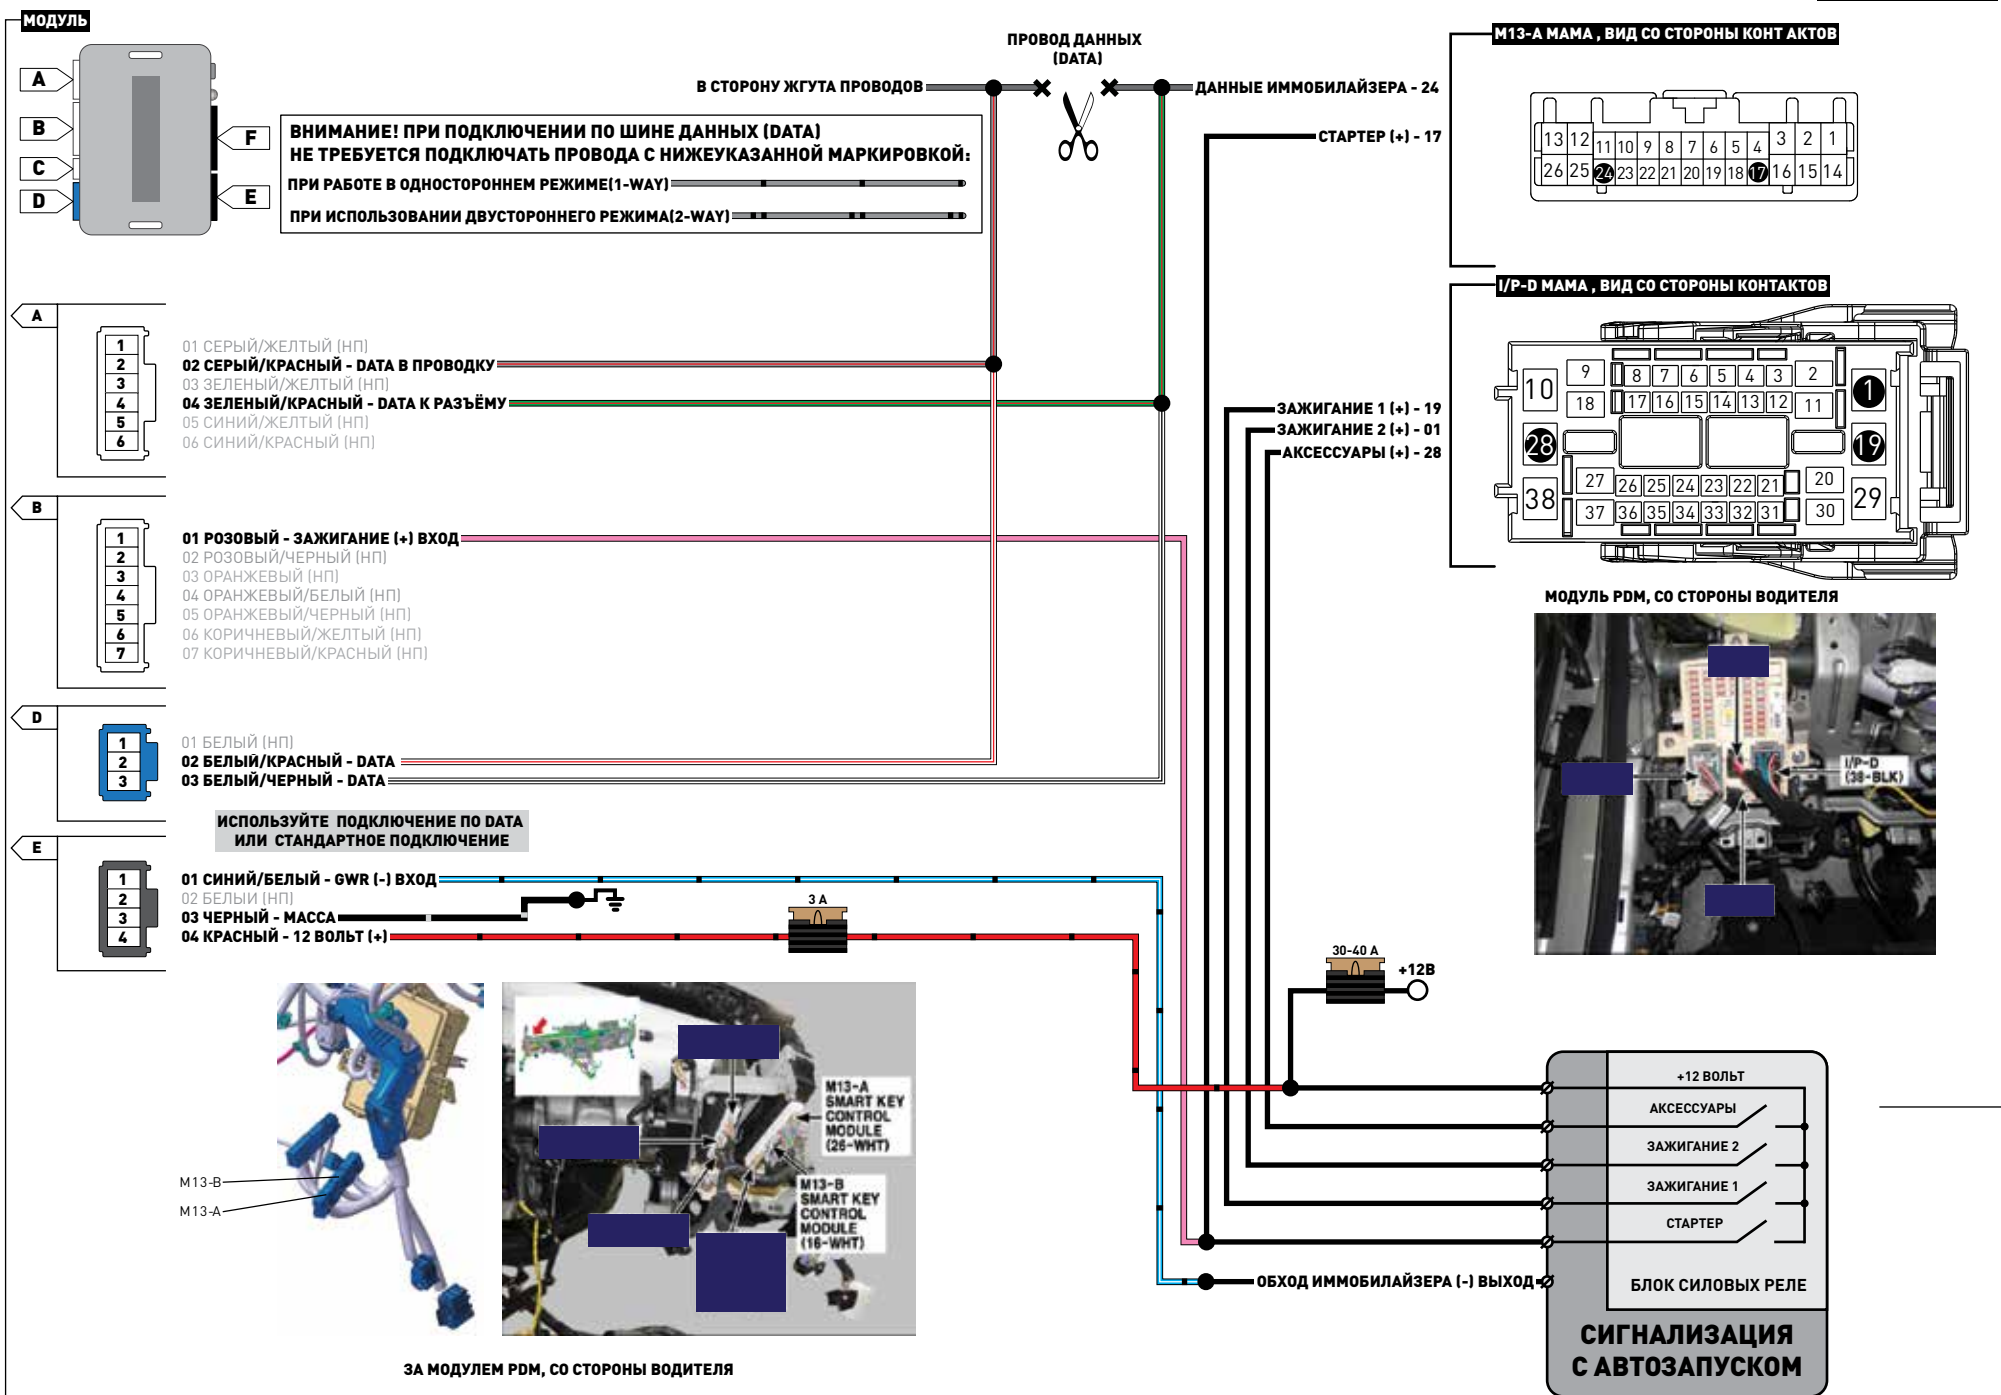 МОДУЛЬ
A
B
C
D
F
E
ПРОВОД ДАННЫХ
(DATA)
В СТОРОНУ ЖГУТА ПРОВОДОВ
ДАННЫЕ ИММОБИЛАЙЗЕРА - 24
СТАРТЕР (+) - 17
ВНИМАНИЕ! ПРИ ПОДКЛЮЧЕНИИ ПО ШИНЕ ДАННЫХ (DATA)
НЕ ТРЕБУЕТСЯ ПОДКЛЮЧАТЬ ПРОВОДА С НИЖЕУКАЗАННОЙ МАРКИРОВКОЙ:
ПРИ РАБОТЕ В ОДНОСТОРОННЕМ РЕЖИМЕ(1-WAY)
ПРИ ИСПОЛЬЗОВАНИИ ДВУСТОРОННЕГО РЕЖИМА(2-WAY)
M13-A МАМА , ВИД СО СТОРОНЫ КОНТ АКТОВ
13 12 11 10 9 8 7 6 5 4 3 2 1
26 25 24 23 22 21 20 19 18 17 16 15 14
I/P-D МАМА , ВИД СО СТОРОНЫ КОНТАКТОВ
10 9 8 7 6 5 4 3 2 1
18 17 16 15 14 13 12 11
28 19
38 27 26 25 24 23 22 21 20 29
37 36 35 34 33 32 31 30
ЗАЖИГАНИЕ 1 (+) - 19
ЗАЖИГАНИЕ 2 (+) - 01
АКСЕССУАРЫ (+) - 28
A
1
2
3
4
5
6
01 СЕРЫЙ/ЖЕЛТЫЙ (НП)
02 СЕРЫЙ/КРАСНЫЙ - DATA В ПРОВОДКУ
03 ЗЕЛЕНЫЙ/ЖЕЛТЫЙ (НП)
04 ЗЕЛЕНЫЙ/КРАСНЫЙ - DATA К РАЗЪЁМУ
05 СИНИЙ/ЖЕЛТЫЙ (НП)
06 СИНИЙ/КРАСНЫЙ (НП)
B
1
2
3
4
5
6
7
01 РОЗОВЫЙ - ЗАЖИГАНИЕ (+) ВХОД
02 РОЗОВЫЙ/ЧЕРНЫЙ (НП)
03 ОРАНЖЕВЫЙ (НП)
04 ОРАНЖЕВЫЙ/БЕЛЫЙ (НП)
05 ОРАНЖЕВЫЙ/ЧЕРНЫЙ (НП)
06 КОРИЧНЕВЫЙ/ЖЕЛТЫЙ (НП)
07 КОРИЧНЕВЫЙ/КРАСНЫЙ (НП)
D
1
2
3
01 БЕЛЫЙ (НП)
02 БЕЛЫЙ/КРАСНЫЙ - DATA
03 БЕЛЫЙ/ЧЕРНЫЙ - DATA
ИСПОЛЬЗУЙТЕ ПОДКЛЮЧЕНИЕ ПО DATA
ИЛИ СТАНДАРТНОЕ ПОДКЛЮЧЕНИЕ
E
1
2
3
4
01 СИНИЙ/БЕЛЫЙ - GWR (-) ВХОД
02 БЕЛЫЙ (НП)
03 ЧЕРНЫЙ - МАССА
04 КРАСНЫЙ - 12 ВОЛЬТ (+)
3 А
МОДУЛЬ PDM, СО СТОРОНЫ ВОДИТЕЛЯ
I/P-D
(38-BLK)
30-40 А
+12В
M13-B
M13-A
M13-A
SMART KEY
CONTROL
MODULE
(26-WHT)
M13-B
SMART KEY
CONTROL
MODULE
(16-WHT)
ЗА МОДУЛЕМ PDM, СО СТОРОНЫ ВОДИТЕЛЯ
+12 ВОЛЬТ
АКСЕССУАРЫ
ЗАЖИГАНИЕ 2
ЗАЖИГАНИЕ 1
СТАРТЕР
ОБХОД ИММОБИЛАЙЗЕРА (-) ВЫХОД
БЛОК СИЛОВЫХ РЕЛЕ
СИГНАЛИЗАЦИЯ
С АВТОЗАПУСКОМ